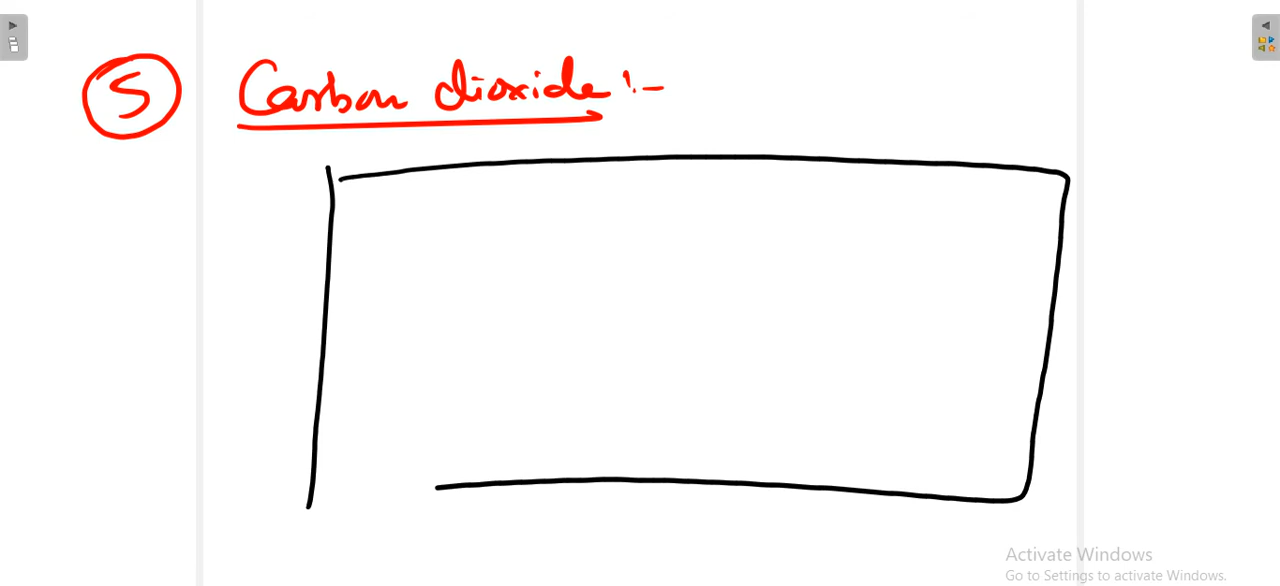 5 Carbon dioxide :-
Activate Windows
Go to Settings to activate Windows.